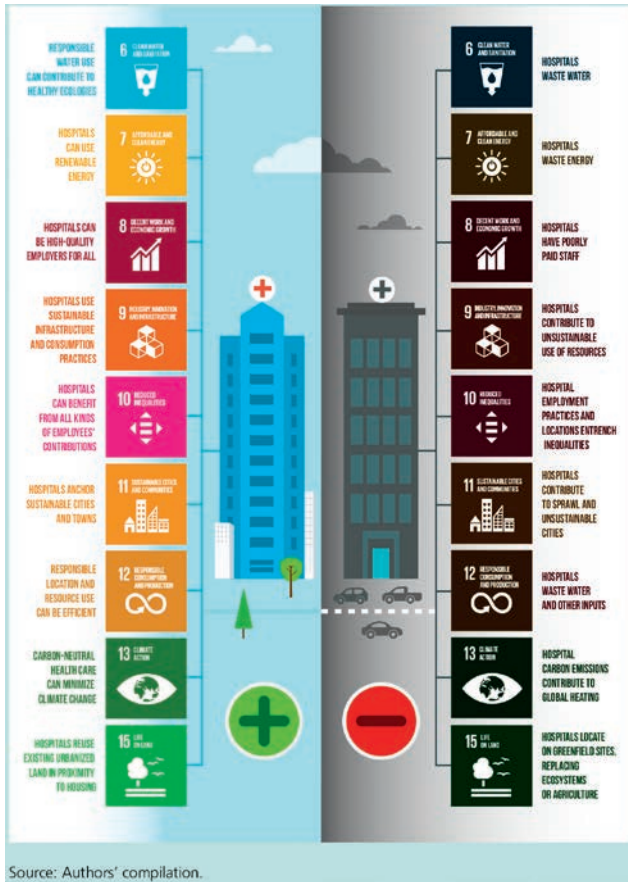 RESPONSIBLE
WATER USE
CAN CONTRIBUTE TO
HEALTHY ECOLOGIES
6 CLEAN WATER
AND SANITATION
HOSPITALS
CAN USE
RENEWABLE
ENERGY
7 AFFORDABLE AND
CLEAN ENERGY
HOSPITALS CAN
BE HIGH-QUALITY
EMPLOYERS FOR ALL
8 DECENT WORK AND
ECONOMIC GROWTH
HOSPITALS USE
SUSTAINABLE
INFRASTRUCTURE
AND CONSUMPTION
PRACTICES
9 INDUSTRY, INNOVATION
AND INFRASTRUCTURE
HOSPITALS
CAN BENEFIT
FROM ALL KINDS
OF EMPLOYEES'
CONTRIBUTIONS
10 REDUCED
INEQUALITIES
HOSPITALS ANCHOR
SUSTAINABLE CITIES
AND TOWNS
11 SUSTAINABLE CITIES
AND COMMUNITIES
RESPONSIBLE
LOCATION AND
RESOURCE USE
CAN BE EFFICIENT
12 RESPONSIBLE
CONSUMPTION
AND PRODUCTION
CARBON-NEUTRAL
HEALTH CARE
CAN MINIMIZE
CLIMATE CHANGE
13 CLIMATE
ACTION
HOSPITALS REUSE
EXISTING URBANIZED
LAND IN PROXIMITY
TO HOUSING
15 LIFE
ON LAND
6 CLEAN WATER
AND SANITATION
HOSPITALS
WASTE WATER
7 AFFORDABLE AND
CLEAN ENERGY
HOSPITALS
WASTE ENERGY
8 DECENT WORK AND
ECONOMIC GROWTH
HOSPITALS
HAVE POORLY
PAID STAFF
9 INDUSTRY, INNOVATION
AND INFRASTRUCTURE
HOSPITALS
CONTRIBUTE TO
UNSUSTAINABLE
USE OF RESOURCES
10 REDUCED
INEQUALITIES
HOSPITAL
EMPLOYMENT
PRACTICES AND
LOCATIONS ENTRENCH
INEQUALITIES
11 SUSTAINABLE CITIES
AND COMMUNITIES
HOSPITALS
CONTRIBUTE
TO SPRAWL AND
UNSUSTAINABLE
CITIES
12 RESPONSIBLE
CONSUMPTION
AND PRODUCTION
HOSPITALS
WASTE WATER
AND OTHER INPUTS
13 CLIMATE
ACTION
HOSPITAL
CARBON EMISSIONS
CONTRIBUTE TO
GLOBAL HEATING
15 LIFE
ON LAND
HOSPITALS LOCATE
ON GREENFIELD SITES,
REPLACING
ECOSYSTEMS
OR AGRICULTURE
Source: Authors' compilation.